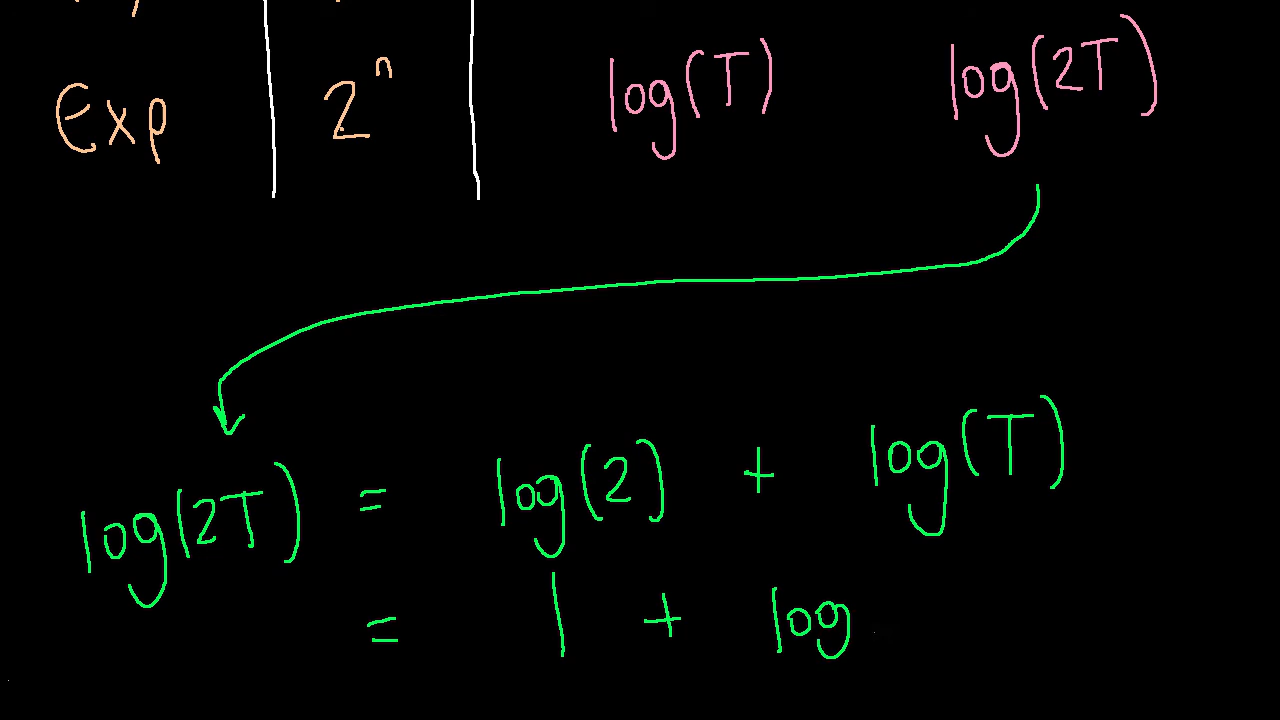 Exp 2ⁿ log(T) log(2T)
log(2T) = log(2) + log(T)
= 1 + log